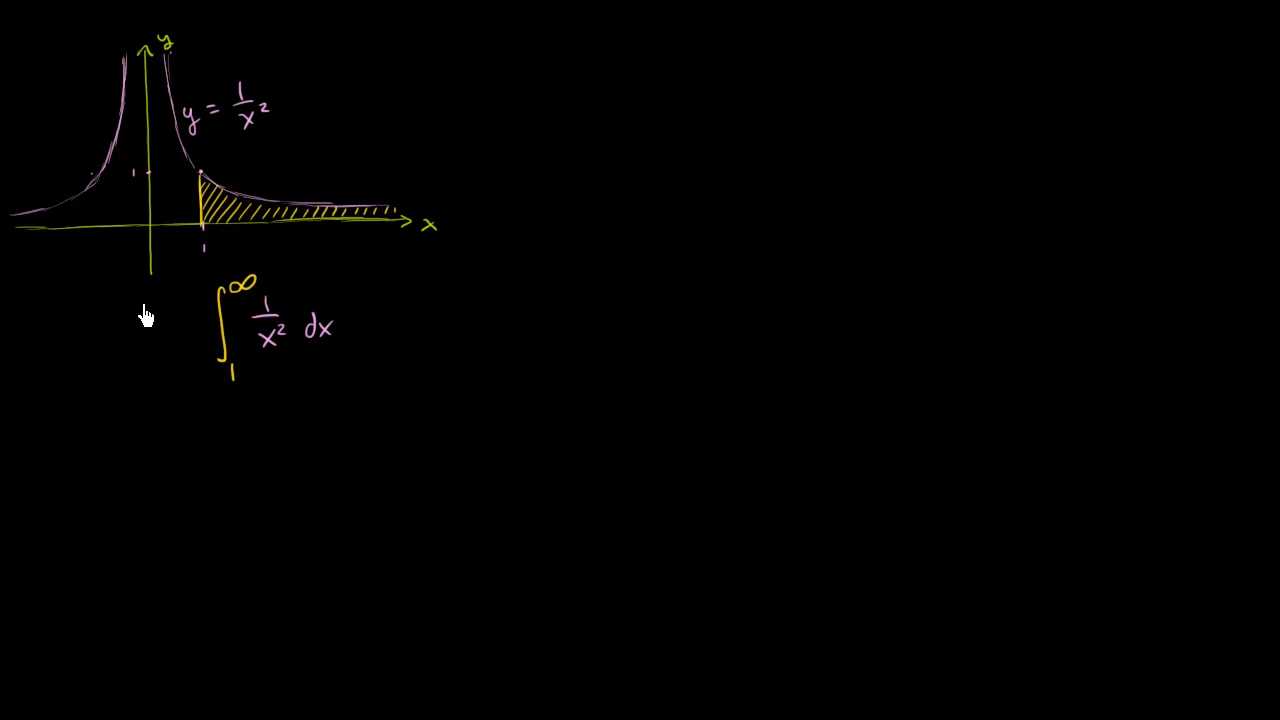 y
y = 1/x²
1
x
1
∫₁^∞ 1/x² dx